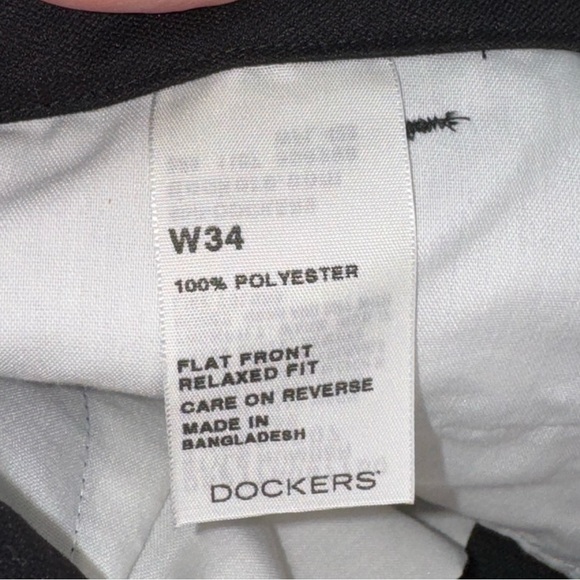 W34
100% POLYESTER
FLAT FRONT
RELAXED FIT
CARE ON REVERSE
MADE IN
BANGLADESH
DOCKERS